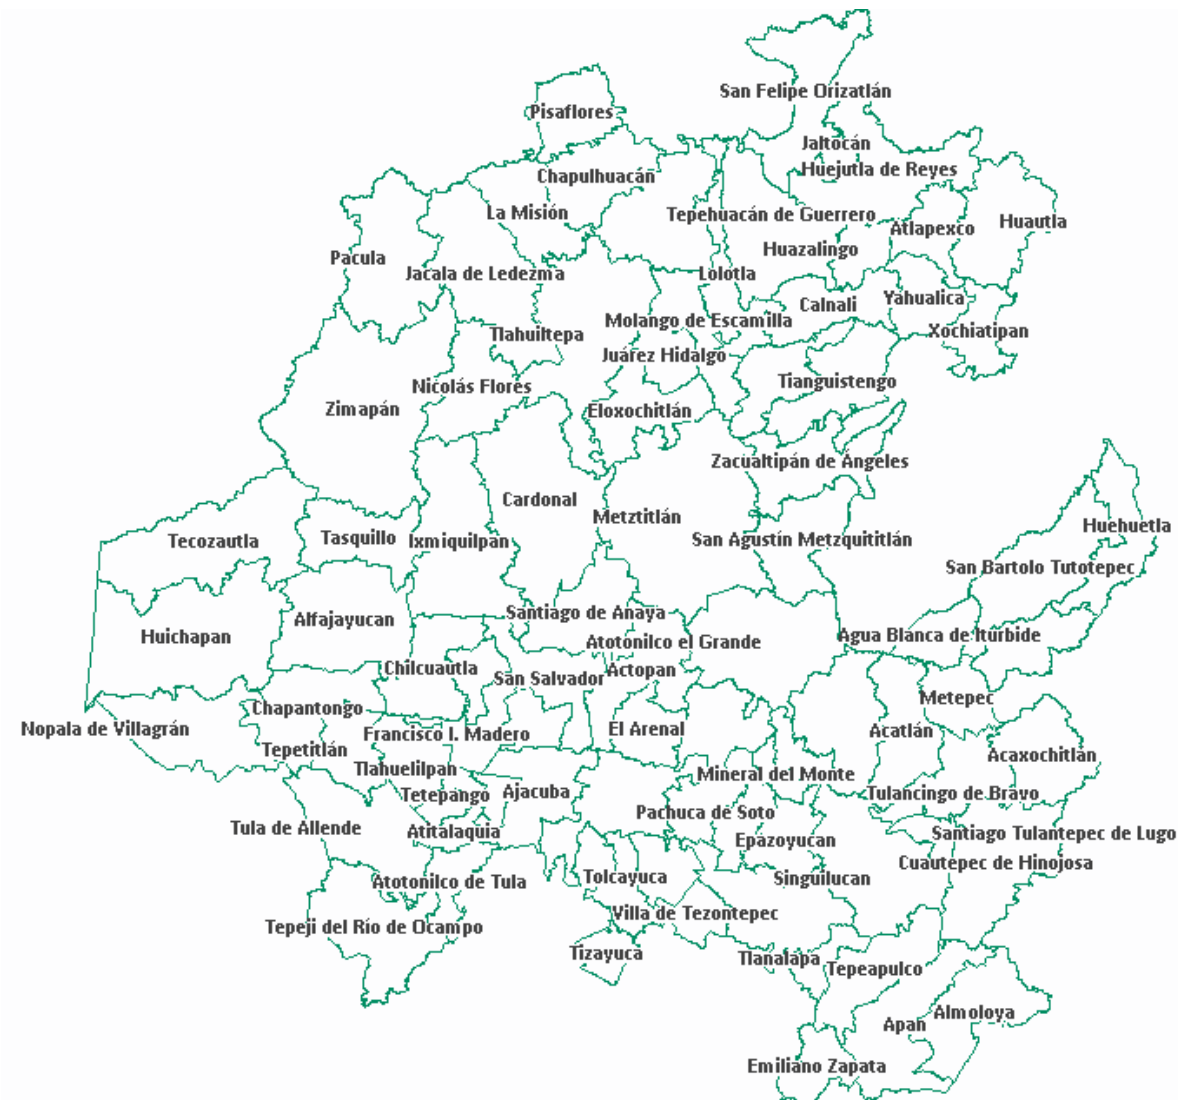 San Felipe Orizatlán
Pisaflores
Jaltocán
Huejutla de Reyes
Chapulhuacán
La Misión
Tepehuacán de Guerrero
Atlapexco
Huautla
Huazalingo
Pacula
Jacala de Ledezma
Lolotla
Calnali
Yahualica
Molango de Escamilla
Xochiatipan
Tlahuiltepa
Juárez Hidalgo
Nicolás Flores
Tianguistengo
Zimapán
Eloxochitlán
Zacualtipán de Ángeles
Cardonal
Metztitlán
Huehuetla
Tecozautla
Tasquillo
Ixmiquilpan
San Agustín Metzquititlán
San Bartolo Tutotepec
Alfajayucan
Santiago de Anaya
Huichapan
Atotonilco el Grande
Agua Blanca de Iturbide
Chilcuautla
San Salvador
Actopan
Metepec
Chapantongo
Nopala de Villagrán
Francisco I. Madero
El Arenal
Acatlán
Tepetitlán
Acaxochitlán
Tlahuelilpan
Mineral del Monte
Tetepango
Ajacuba
Tulancingo de Bravo
Pachuca de Soto
Tula de Allende
Atitalaquia
Epazoyucan
Santiago Tulantepec de Lugo
Cuautepec de Hinojosa
Atotonilco de Tula
Tolcayuca
Singuilucan
Villa de Tezontepec
Tepeji del Río de Ocampo
Tizayuca
Tlanalapa
Tepeapulco
Almoloya
Apan
Emiliano Zapata